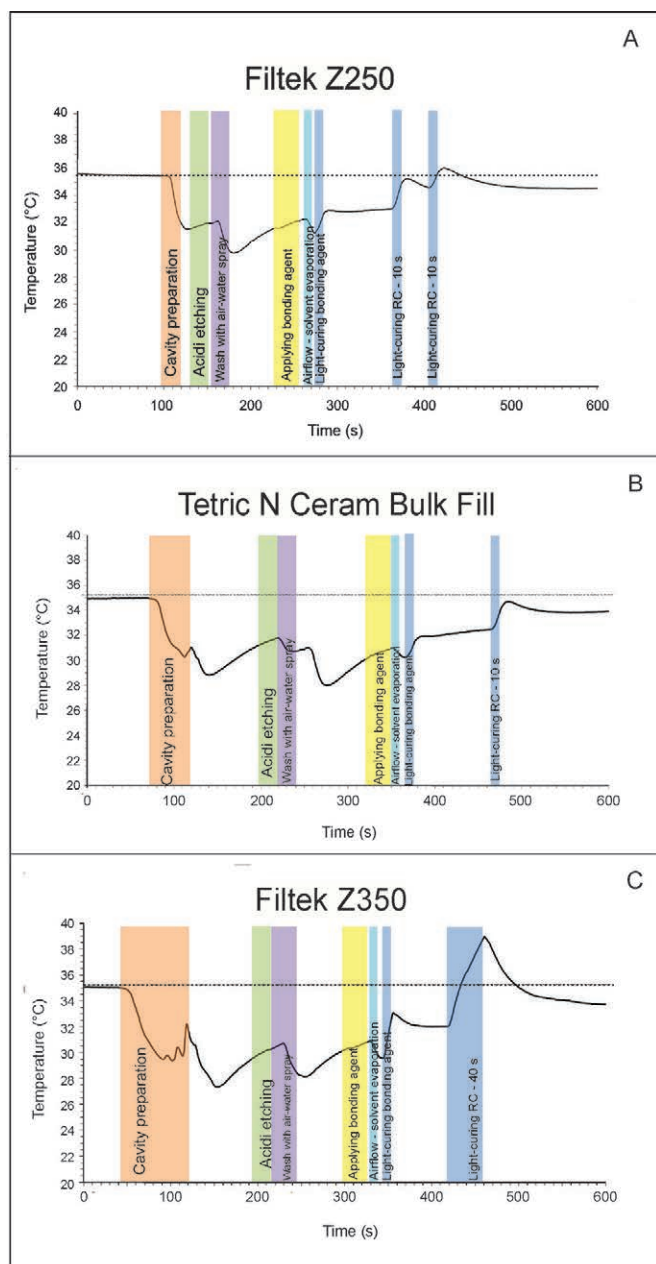 A
Filtek Z250
40
38
36
34
32
30
28
26
24
22
20
Temperature (°C)
Cavity preparation
Acidi etching
Wash with air-water spray
Applying bonding agent
Airflow - solvent evaporation
Light-curing bonding agent
Light-curing RC - 10 s
Light-curing RC - 10 s
0 100 200 300 400 500 600
Time (s)
B
Tetric N Ceram Bulk Fill
40
38
36
34
32
30
28
26
24
22
20
Temperature (°C)
Cavity preparation
Acidi etching
Wash with air-water spray
Applying bonding agent
Airflow - solvent evaporation
Light-curing bonding agent
Light-curing RC - 10 s
0 100 200 300 400 500 600
Time (s)
C
Filtek Z350
40
38
36
34
32
30
28
26
24
22
20
Temperature (°C)
Cavity preparation
Acidi etching
Wash with air-water spray
Applying bonding agent
Airflow - solvent evaporation
Light-curing bonding agent
Light-curing RC - 40 s
0 100 200 300 400 500 600
Time (s)